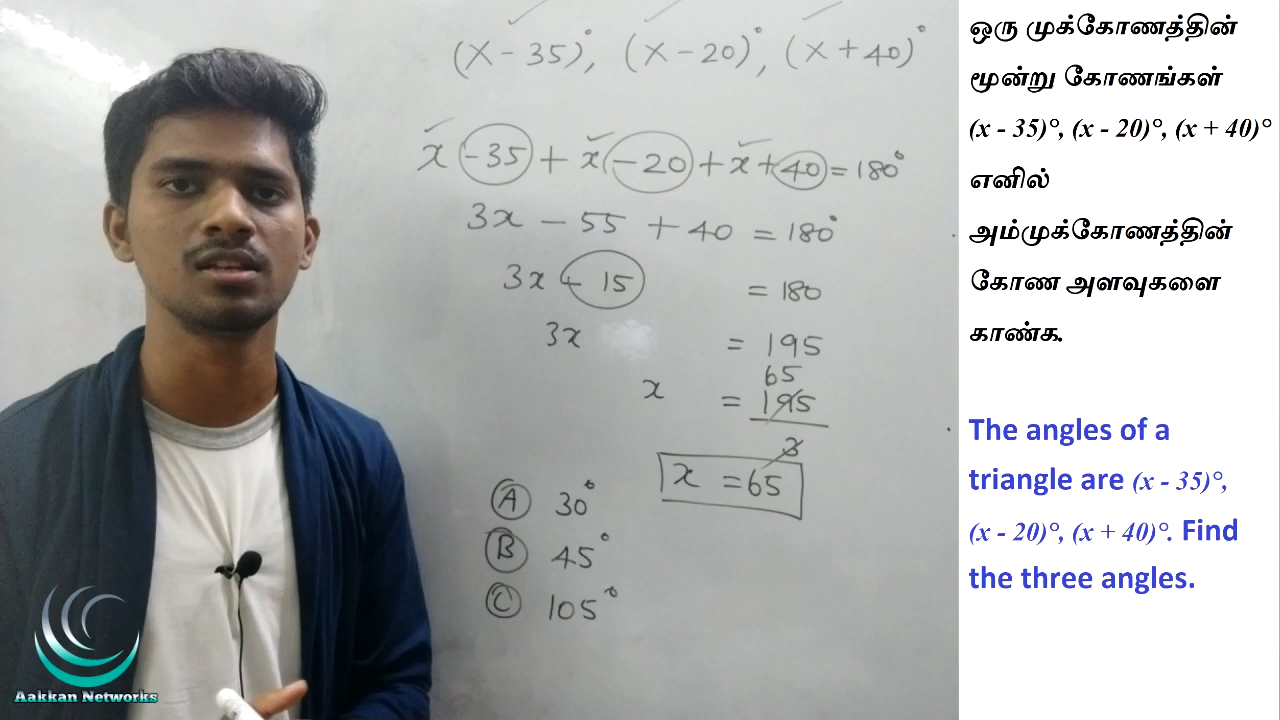 (x - 35)°, (x - 20)°, (x + 40)°
x - 35 + x - 20 + x + 40 = 180°
3x - 55 + 40 = 180°
3x - 15 = 180
3x = 195
65
x = 195
3
x = 65
A 30°
B 45°
C 105°
Aakkan Networks
ஒரு முக்கோணத்தின்
மூன்று கோணங்கள்
(x - 35)°, (x - 20)°, (x + 40)°
எனில்
அம்முக்கோணத்தின்
கோண அளவுகளை
காண்க.
The angles of a
triangle are (x - 35)°,
(x - 20)°, (x + 40)°. Find
the three angles.